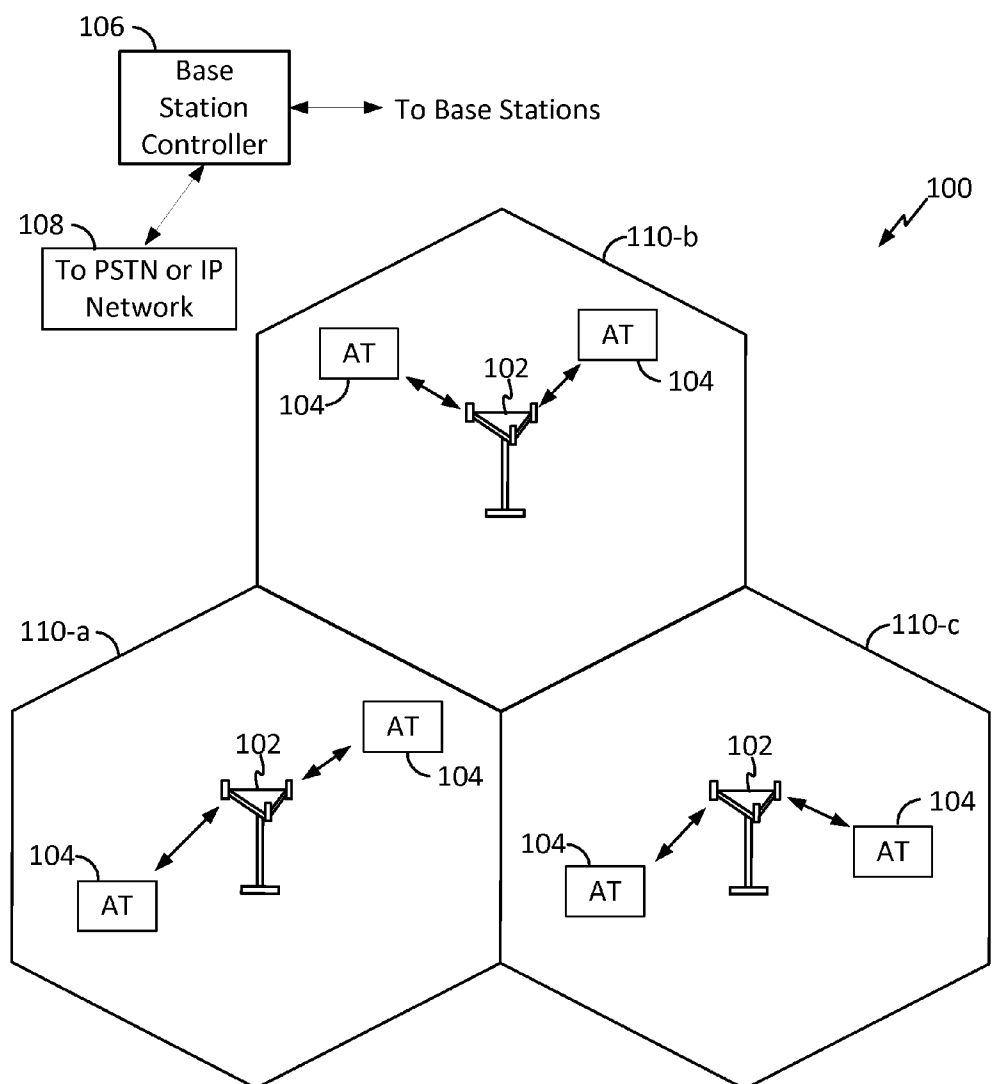 106
Base
Station
Controller
To Base Stations
100
108
To PSTN or IP
Network
110-b
AT
104
102
AT
104
110-a
110-c
AT
104
102
104
AT
102
104
AT
104
AT